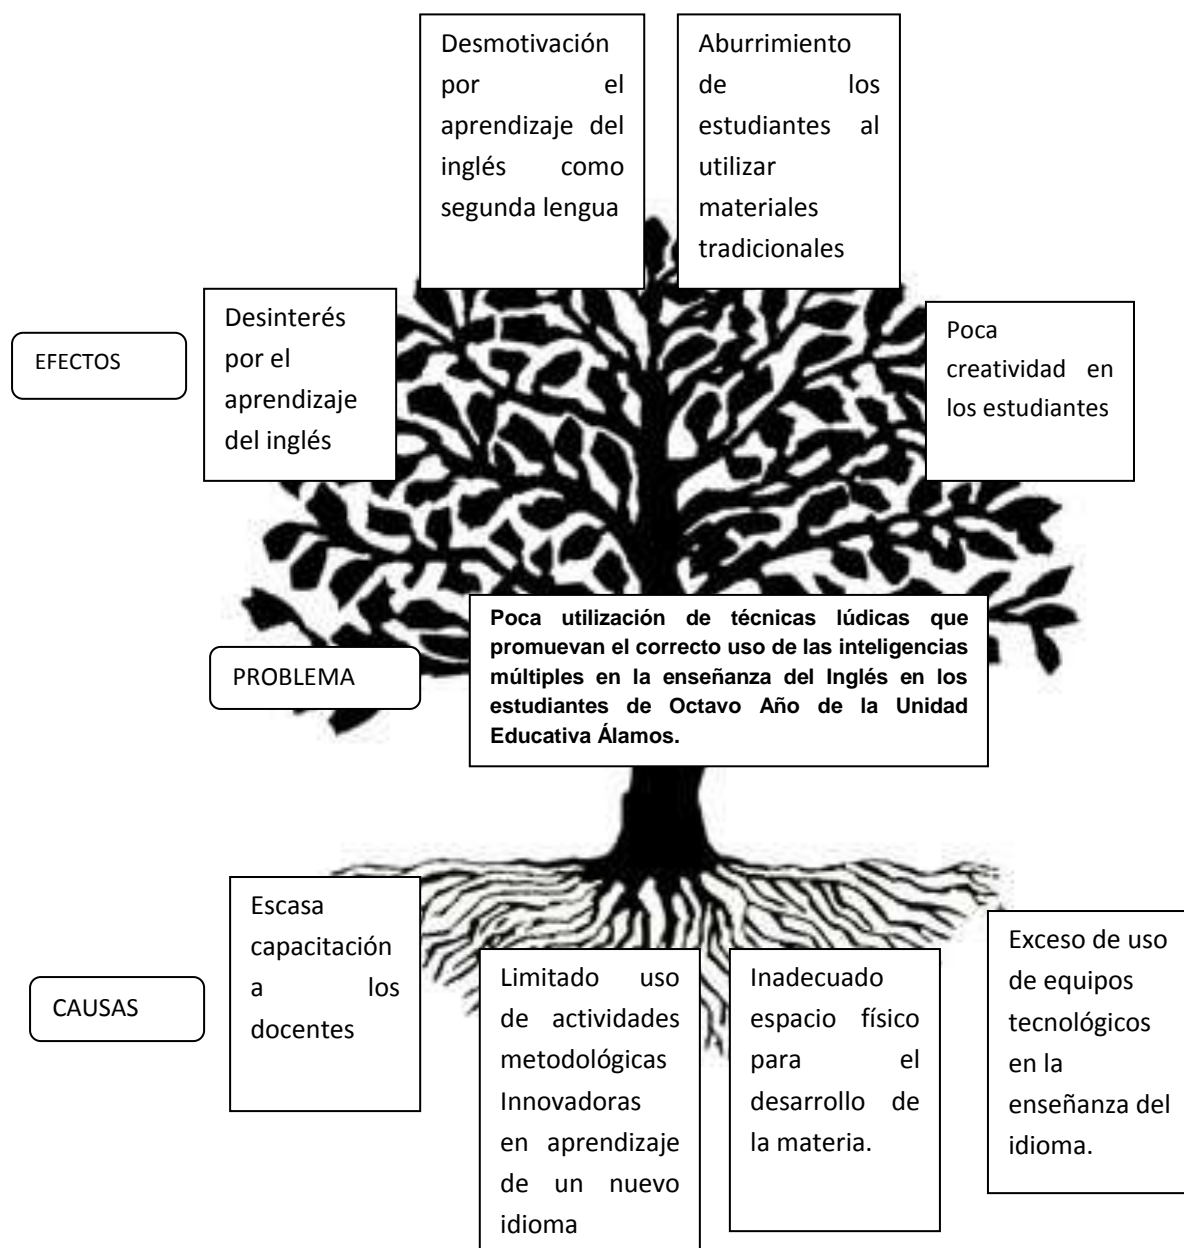 Desmotivación
por el
aprendizaje del
inglés como
segunda lengua
Aburrimiento
de los
estudiantes al
utilizar
materiales
tradicionales
EFECTOS
Desinterés
por el
aprendizaje
del inglés
Poca
creatividad en
los estudiantes
PROBLEMA
Poca utilización de técnicas lúdicas que
promuevan el correcto uso de las inteligencias
múltiples en la enseñanza del Inglés en los
estudiantes de Octavo Año de la Unidad
Educativa Álamos.
CAUSAS
Escasa
capacitación
a los
docentes
Limitado uso
de actividades
metodológicas
Innovadoras
en aprendizaje
de un nuevo
idioma
Inadecuado
espacio físico
para el
desarrollo de
la materia.
Exceso de uso
de equipos
tecnológicos
en la
enseñanza del
idioma.